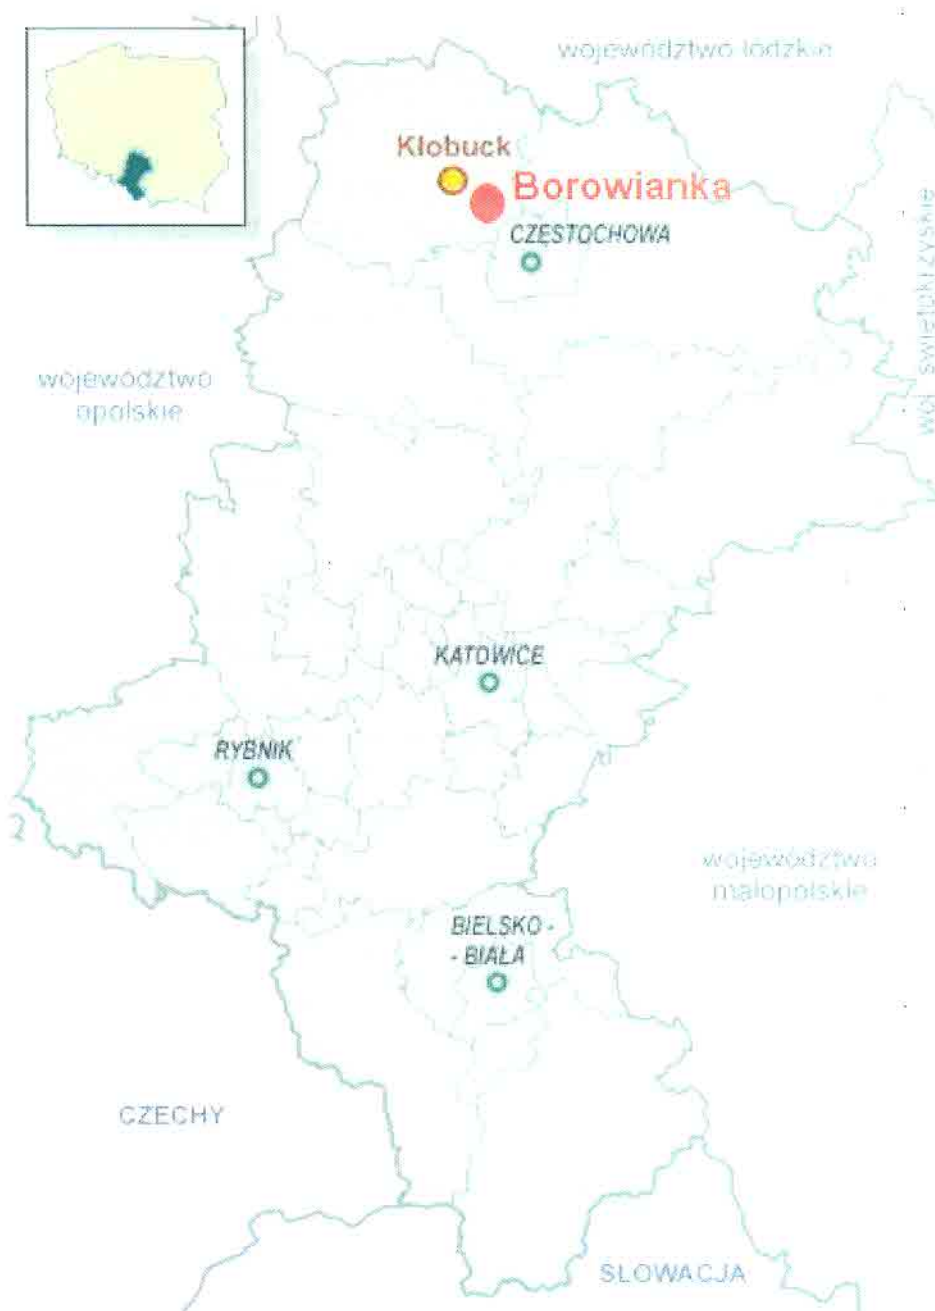 województwo łódzkie
Kłobuck
Borowianka
CZĘSTOCHOWA
woj. świętokrzyskie
województwo
opolskie
KATOWICE
RYBNIK
województwo
małopolskie
BIELSKO -
- BIAŁA
CZECHY
SŁOWACJA